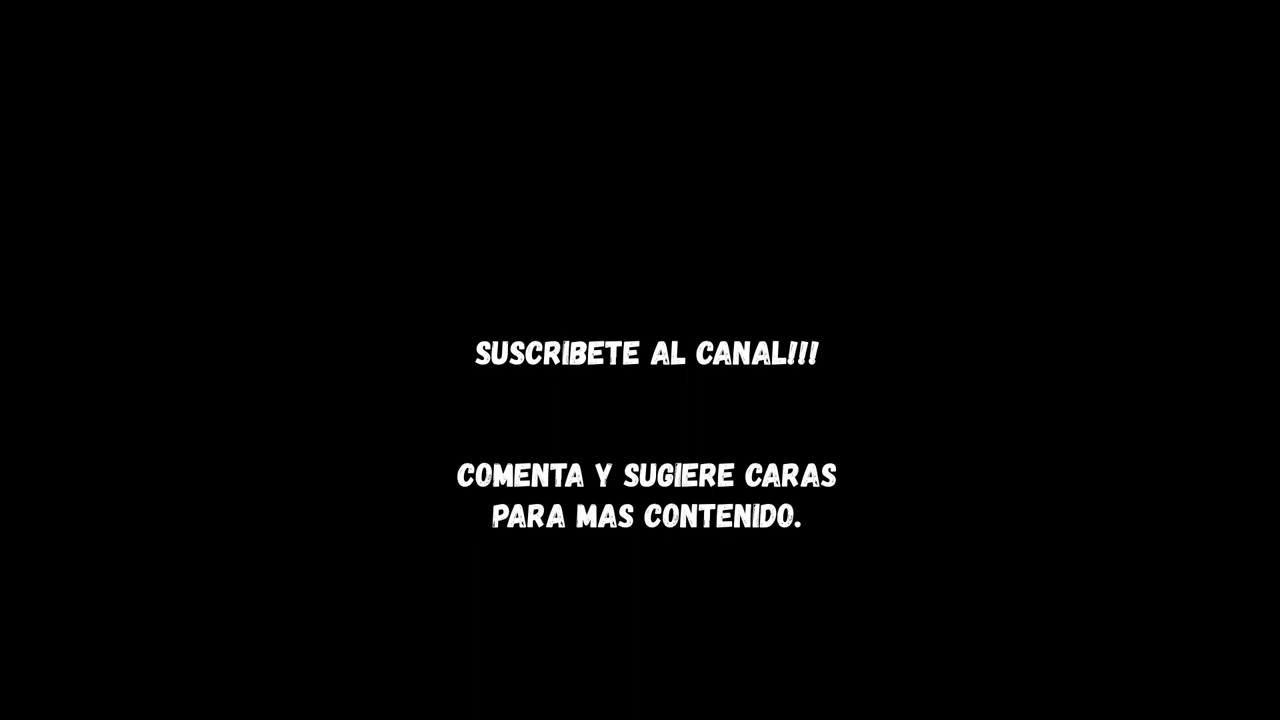 SUSCRIBETE AL CANAL!!!
COMENTA Y SUGIERE CARAS
PARA MAS CONTENIDO.